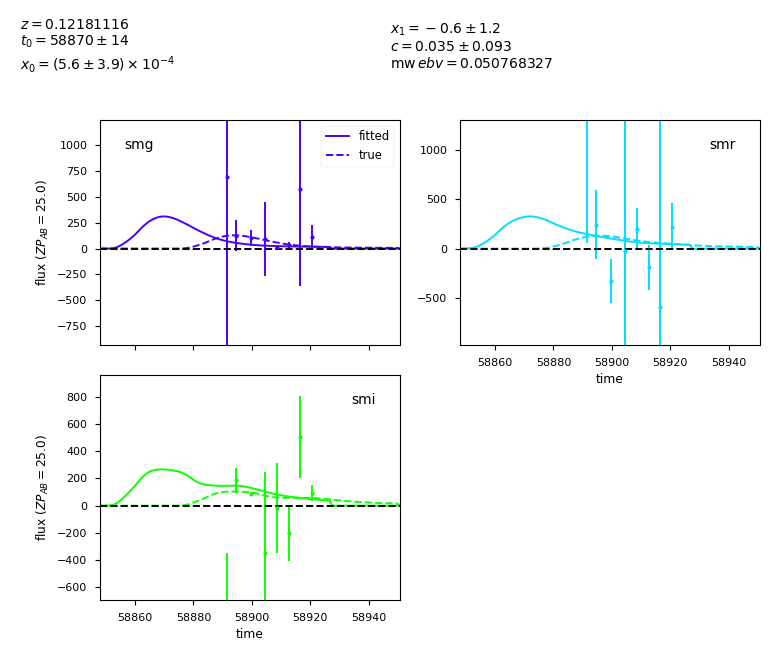 z = 0.12181116
t₀ = 58870 ± 14
x₀ = (5.6 ± 3.9) × 10⁻⁴
x₁ = −0.6 ± 1.2
c = 0.035 ± 0.093
mw ebv = 0.050768327
smg
fitted
true
1000
750
500
250
0
−250
−500
−750
flux (ZP_AB = 25.0)
smr
1000
500
0
−500
58860 58880 58900 58920 58940
time
smi
800
600
400
200
0
−200
−400
−600
flux (ZP_AB = 25.0)
58860 58880 58900 58920 58940
time